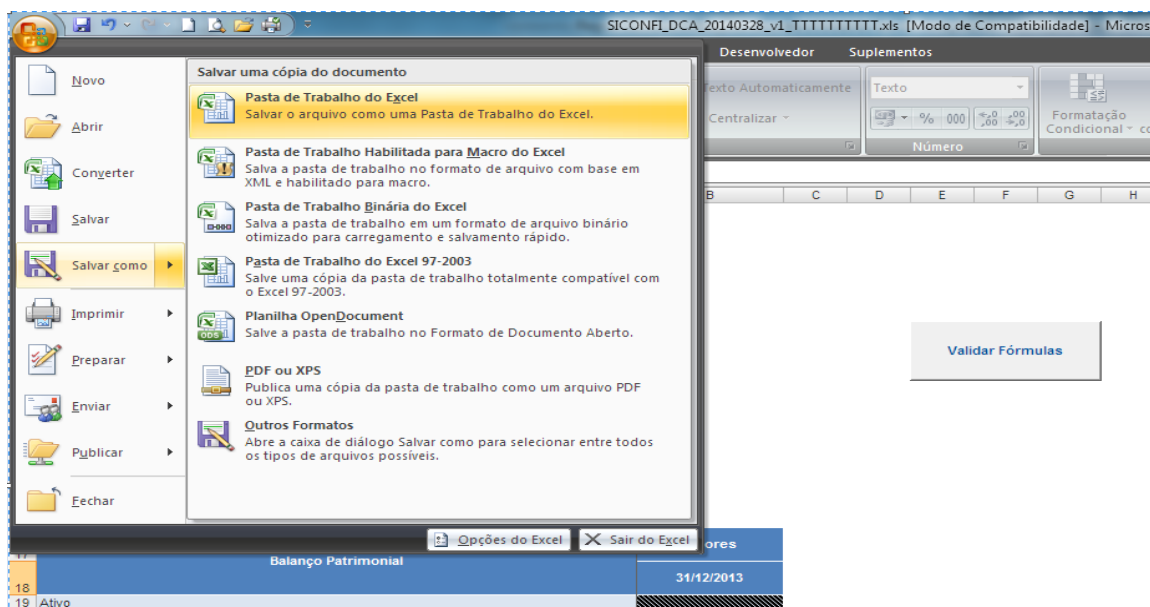 SICONFI_DCA_20140328_v1_TTTTTTTTTT.xls [Modo de Compatibilidade] - Micros
Desenvolvedor Suplementos
Novo
Abrir
Converter
Salvar
Salvar como
Imprimir
Preparar
Enviar
Publicar
Fechar
Salvar uma cópia do documento
Pasta de Trabalho do Excel
Salvar o arquivo como uma Pasta de Trabalho do Excel.
Pasta de Trabalho Habilitada para Macro do Excel
Salva a pasta de trabalho no formato de arquivo com base em
XML e habilitado para macro.
Pasta de Trabalho Binária do Excel
Salva a pasta de trabalho em um formato de arquivo binário
otimizado para carregamento e salvamento rápido.
Pasta de Trabalho do Excel 97-2003
Salve uma cópia da pasta de trabalho totalmente compatível com
o Excel 97-2003.
Planilha OpenDocument
ODS
Salve a pasta de trabalho no Formato de Documento Aberto.
PDF ou XPS
Publica uma cópia da pasta de trabalho como um arquivo PDF
ou XPS.
Outros Formatos
Abre a caixa de diálogo Salvar como para selecionar entre todos
os tipos de arquivos possíveis.
Opções do Excel Sair do Excel
Texto Automaticamente Texto
Centralizar % 000 Formatação
Condicional
Número
B C D E F G H
Validar Fórmulas
17 ores
Balanço Patrimonial
18 31/12/2013
19 Ativo